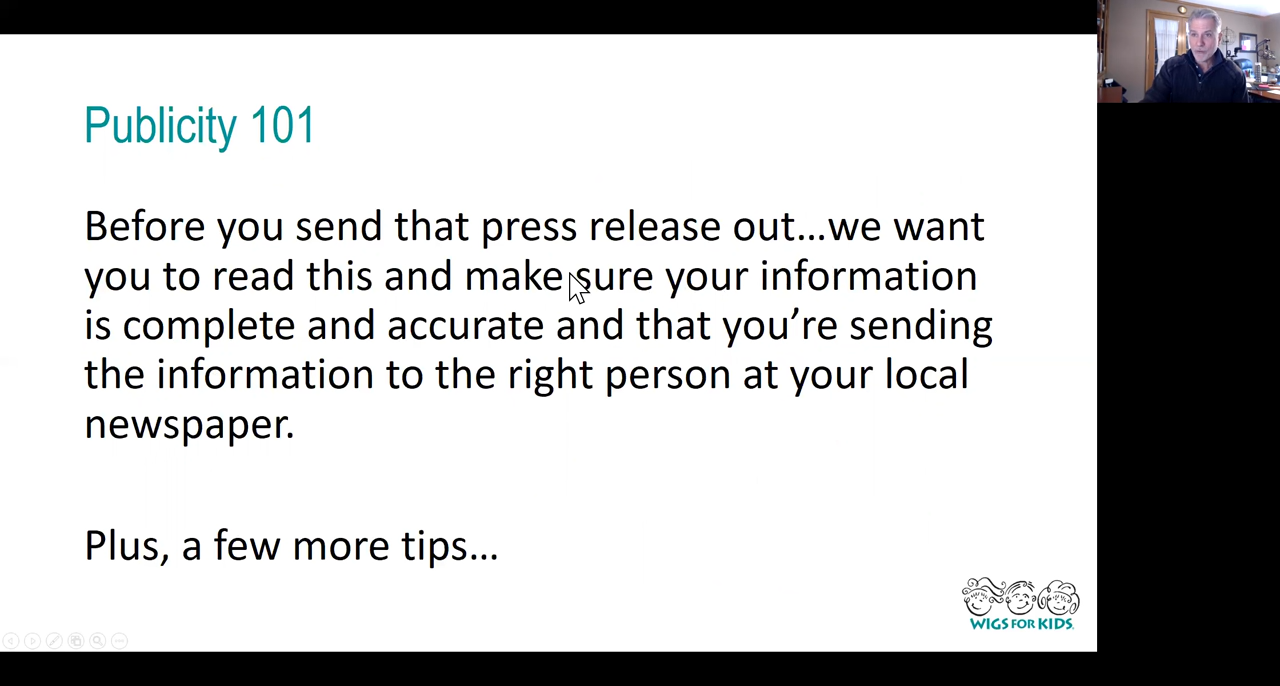 Publicity 101
Before you send that press release out...we want
you to read this and make sure your information
is complete and accurate and that you’re sending
the information to the right person at your local
newspaper.
Plus, a few more tips...
WIGS FOR KIDS.